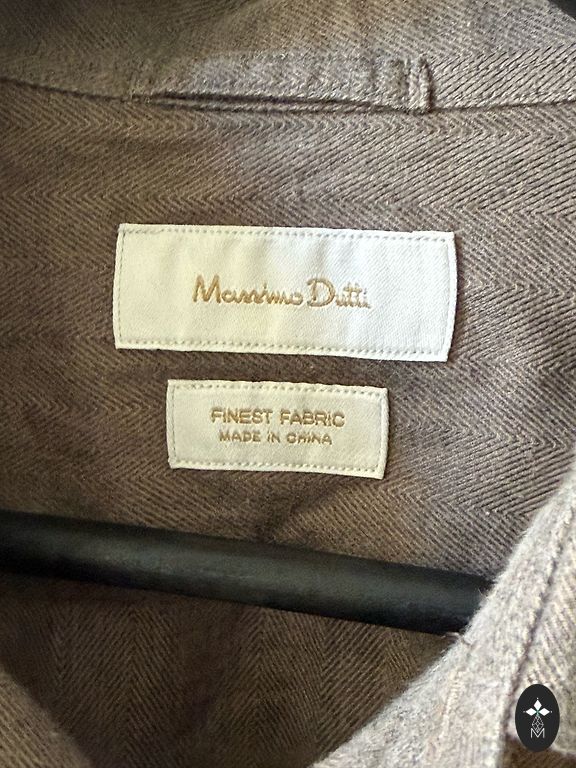 Massimo Dutti
FINEST FABRIC
MADE IN CHINA
M